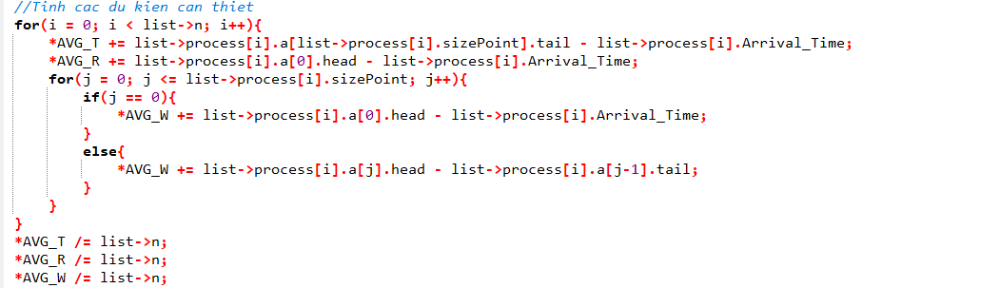 //Tinh cac du kien can thiet
for(i = 0; i < list->n; i++){
*AVG_T += list->process[i].a[list->process[i].sizePoint].tail - list->process[i].Arrival_Time;
*AVG_R += list->process[i].a[0].head - list->process[i].Arrival_Time;
for(j = 0; j <= list->process[i].sizePoint; j++){
if(j == 0){
*AVG_W += list->process[i].a[0].head - list->process[i].Arrival_Time;
}
else{
*AVG_W += list->process[i].a[j].head - list->process[i].a[j-1].tail;
}
}
}
*AVG_T /= list->n;
*AVG_R /= list->n;
*AVG_W /= list->n;